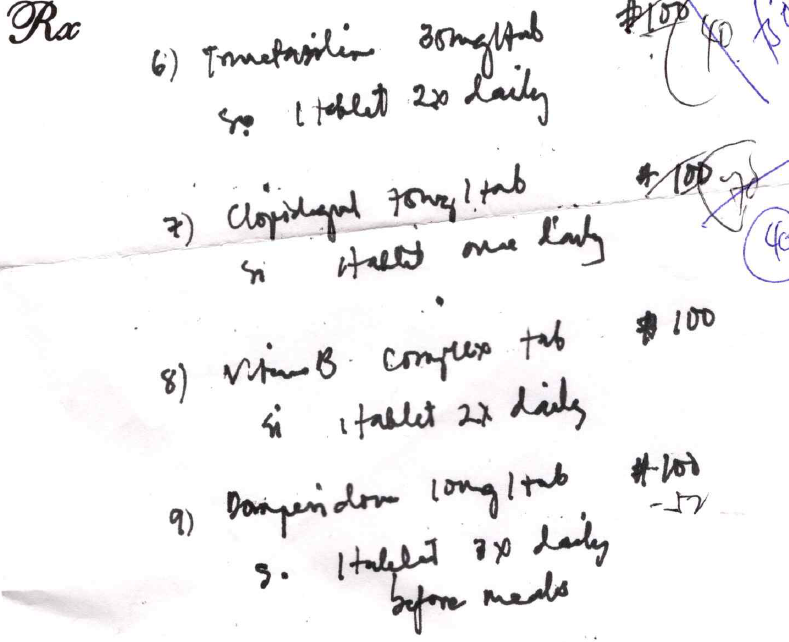 Rx
6) Trimetazidine 35mg/tab #100 40
S. 1 tablet 2x daily
7) Clopidogrel 75mg/tab #100 70
40
Si 1 tablet once daily
8) Vitamin B complex tab #100
Si 1 tablet 2x daily
9) Domperidone 10mg/tab #100
-52
S. 1 tablet 3x daily
before meals